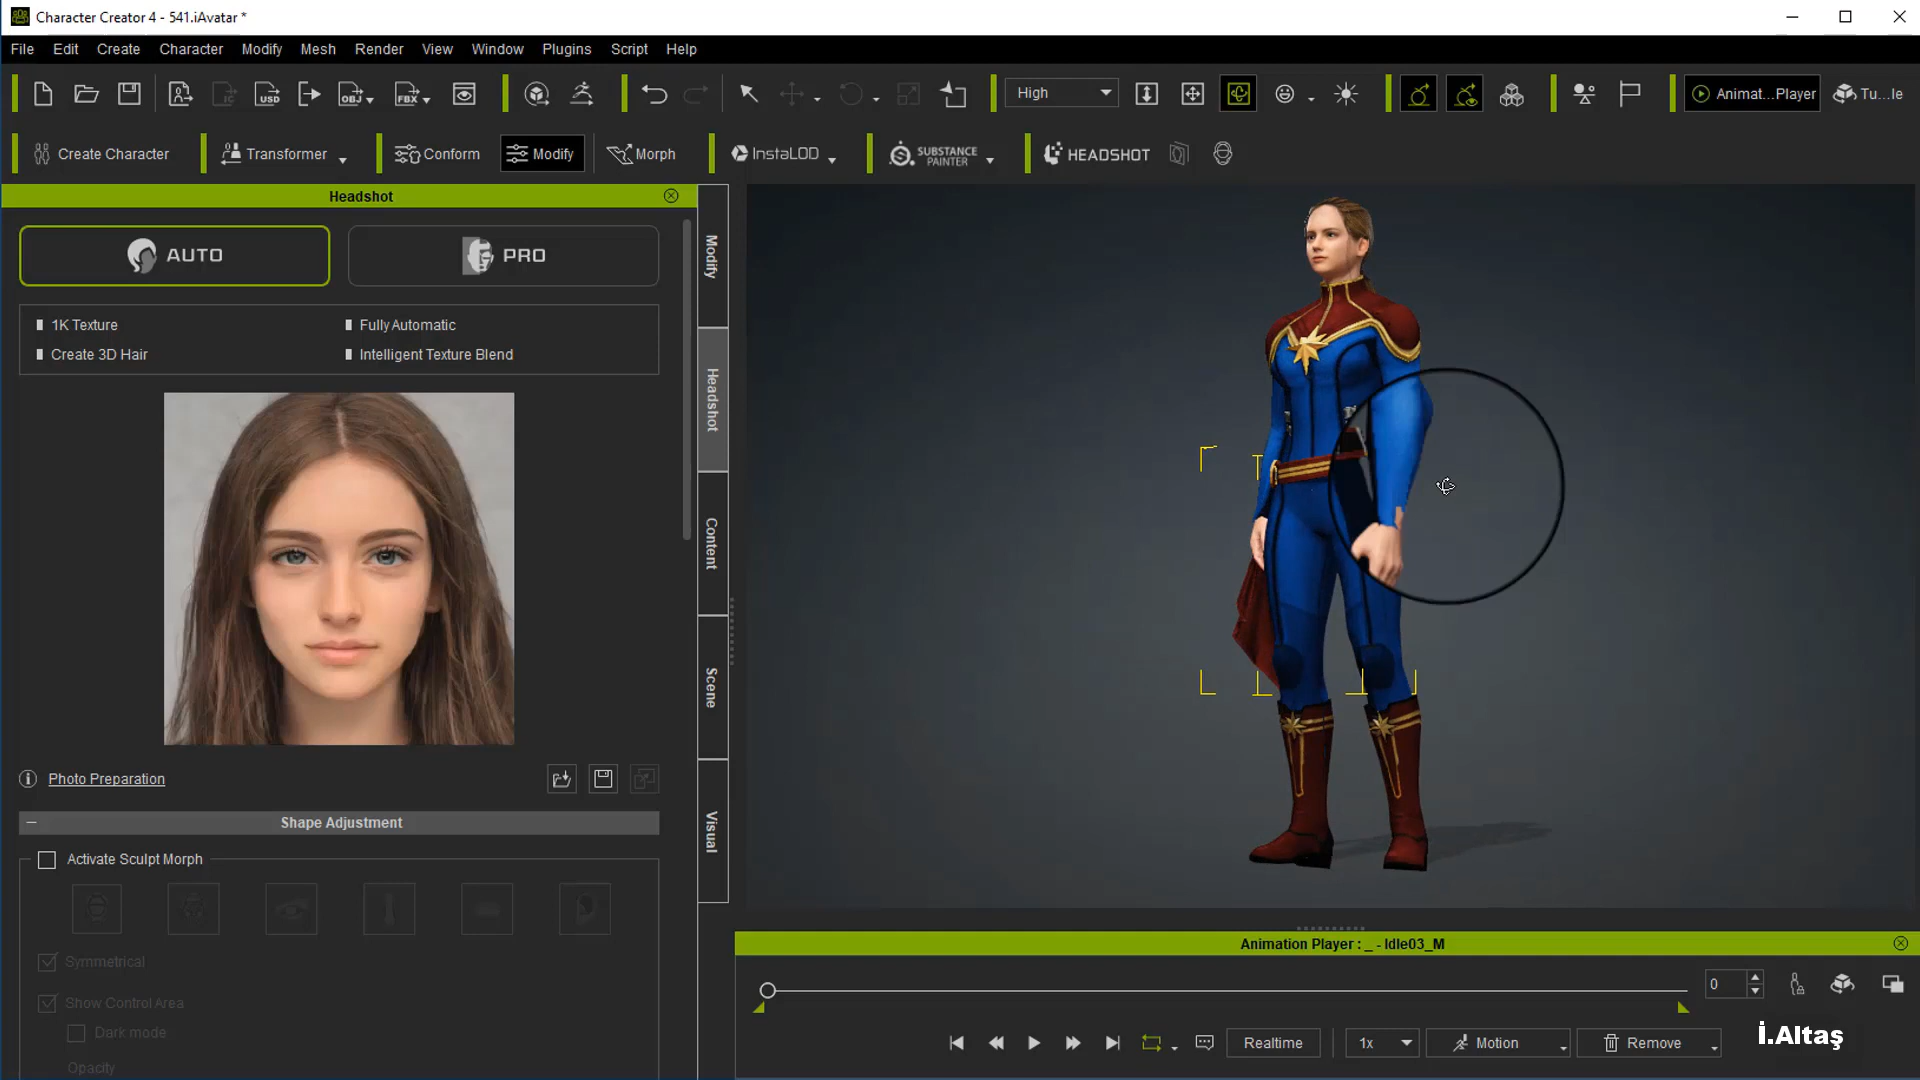 Character Creator 4 - 541.iAvatar *
File Edit Create Character Modify Mesh Render View Window Plugins Script Help
USD OBJ FBX High Animat...Player Tu...le
Create Character Transformer Conform Modify Morph InstaLOD SUBSTANCE PAINTER HEADSHOT
Headshot
AUTO PRO
1K Texture Fully Automatic
Create 3D Hair Intelligent Texture Blend
Photo Preparation
Shape Adjustment
Activate Sculpt Morph
Symmetrical
Show Control Area
Dark mode
Opacity
Modify
Headshot
Content
Scene
Visual
Animation Player : _ - Idle03_M
0
Realtime 1x Motion Remove
İ.Altaş